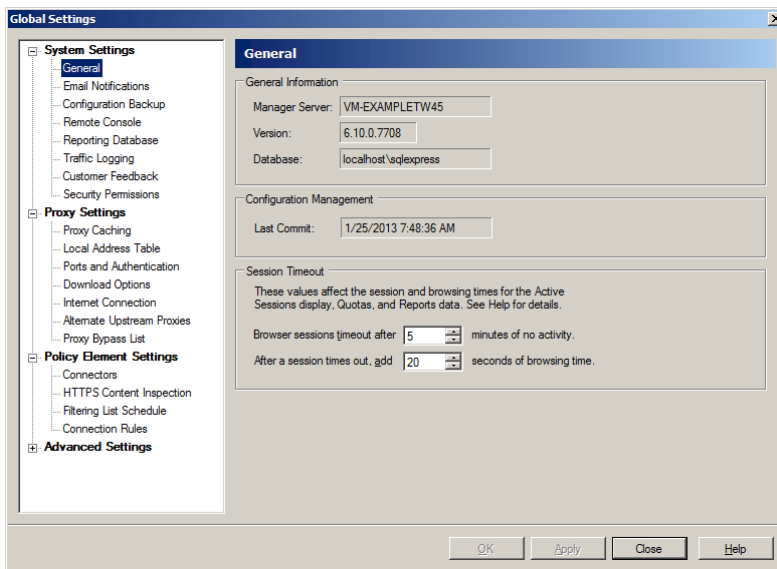 Global Settings
System Settings
General
Email Notifications
Configuration Backup
Remote Console
Reporting Database
Traffic Logging
Customer Feedback
Security Permissions
Proxy Settings
Proxy Caching
Local Address Table
Ports and Authentication
Download Options
Internet Connection
Alternate Upstream Proxies
Proxy Bypass List
Policy Element Settings
Connectors
HTTPS Content Inspection
Filtering List Schedule
Connection Rules
Advanced Settings
General
General Information
Manager Server: VM-EXAMPLETW45
Version: 6.10.0.7708
Database: localhost\sqlexpress
Configuration Management
Last Commit: 1/25/2013 7:48:36 AM
Session Timeout
These values affect the session and browsing times for the Active
Sessions display, Quotas, and Reports data. See Help for details.
Browser sessions timeout after 5 minutes of no activity.
After a session times out, add 20 seconds of browsing time.
OK Apply Close Help